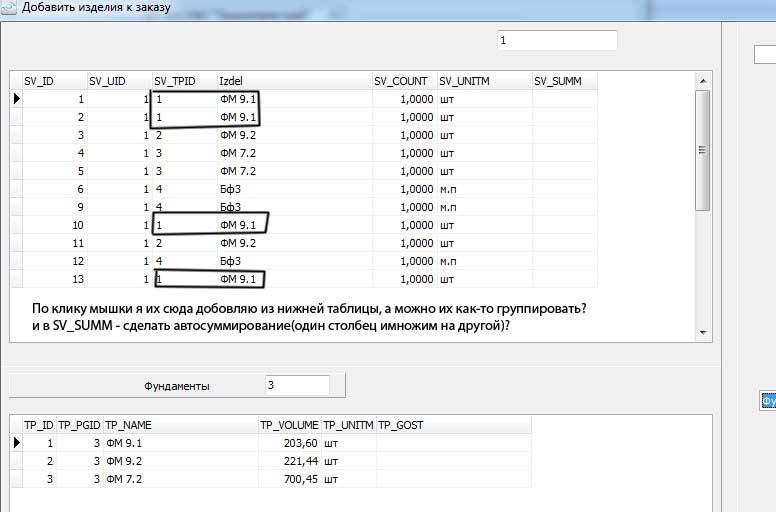 Добавить изделия к заказу
1
SV_ID SV_UID SV_TPID Izdel SV_COUNT SV_UNITM SV_SUMM
1 1 1 ФМ 9.1 1,0000 шт
2 1 1 ФМ 9.1 1,0000 шт
3 1 2 ФМ 9.2 1,0000 шт
4 1 3 ФМ 7.2 1,0000 шт
5 1 3 ФМ 7.2 1,0000 шт
6 1 4 Бф3 1,0000 м.п
9 1 4 Бф3 1,0000 м.п
10 1 1 ФМ 9.1 1,0000 шт
11 1 2 ФМ 9.2 1,0000 шт
12 1 4 Бф3 1,0000 м.п
13 1 1 ФМ 9.1 1,0000 шт
По клику мышки я их сюда добовляю из нижней таблицы, а можно их как-то группировать?
и в SV_SUMM - сделать автосуммирование(один столбец имножим на другой)?
Фундаменты 3
TP_ID TP_PGID TP_NAME TP_VOLUME TP_UNITM TP_GOST
1 3 ФМ 9.1 203,60 шт
2 3 ФМ 9.2 221,44 шт
3 3 ФМ 7.2 700,45 шт